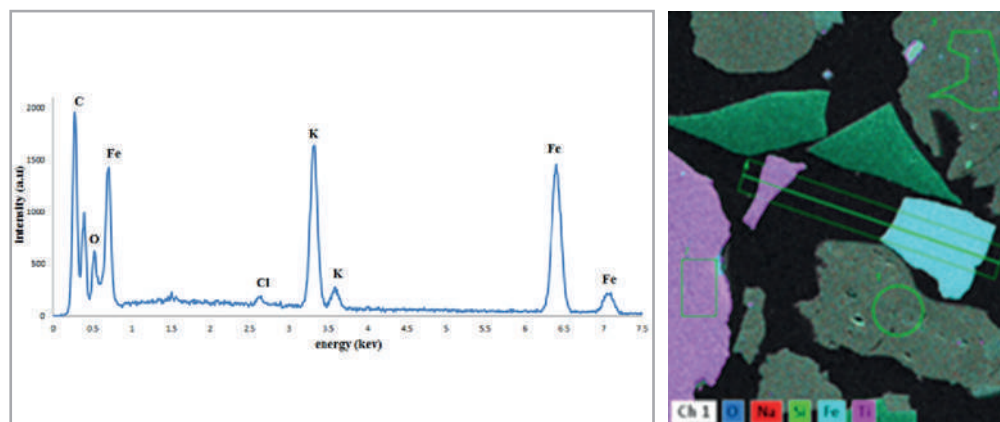 C
Fe
O
Cl
K
K
Fe
Fe
2000
1500
1000
500
0
intensity (a.u)
0 0.5 1 1.5 2 2.5 3 3.5 4 4.5 5 5.5 6 6.5 7 7.5
energy (kev)
Ch 1 O Na Si Fe Ti